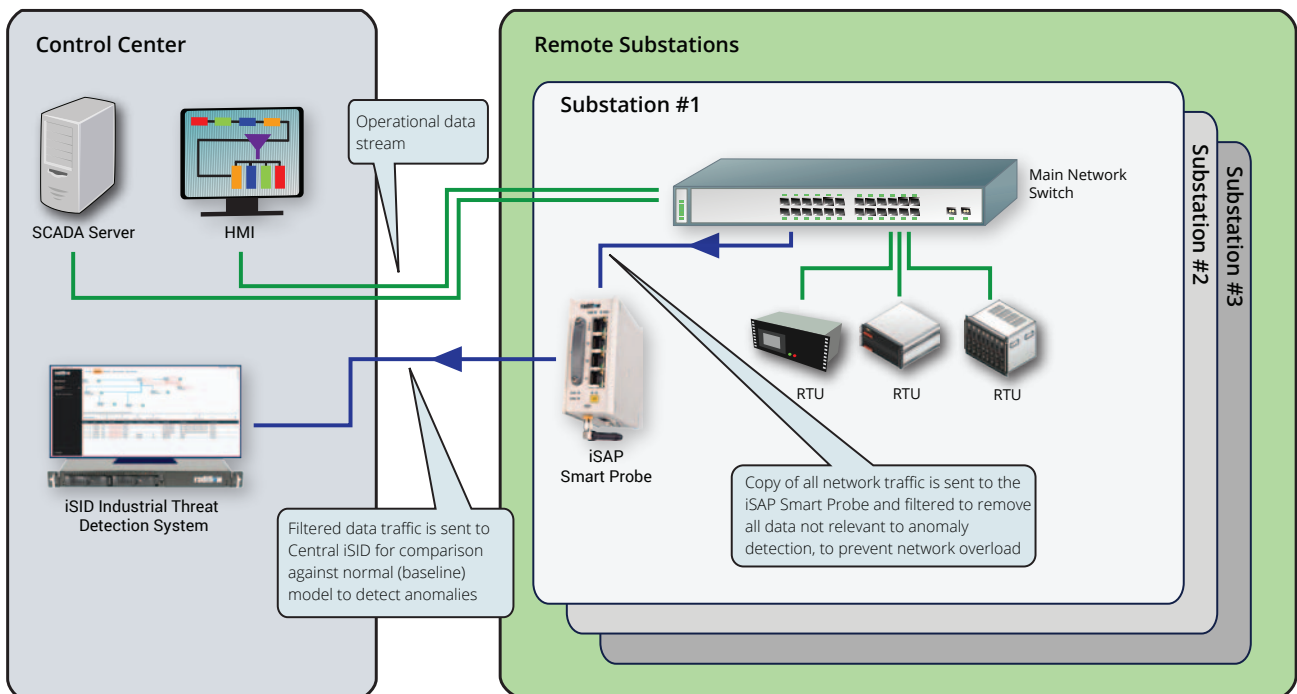 Control Center
Remote Substations
Substation #1
Substation #2
Substation #3
Operational data
stream
SCADA Server
HMI
Main Network
Switch
RTU
RTU
RTU
iSAP
Smart Probe
iSID Industrial Threat
Detection System
Filtered data traffic is sent to
Central iSID for comparison
against normal (baseline)
model to detect anomalies
Copy of all network traffic is sent to the
iSAP Smart Probe and filtered to remove
all data not relevant to anomaly
detection, to prevent network overload